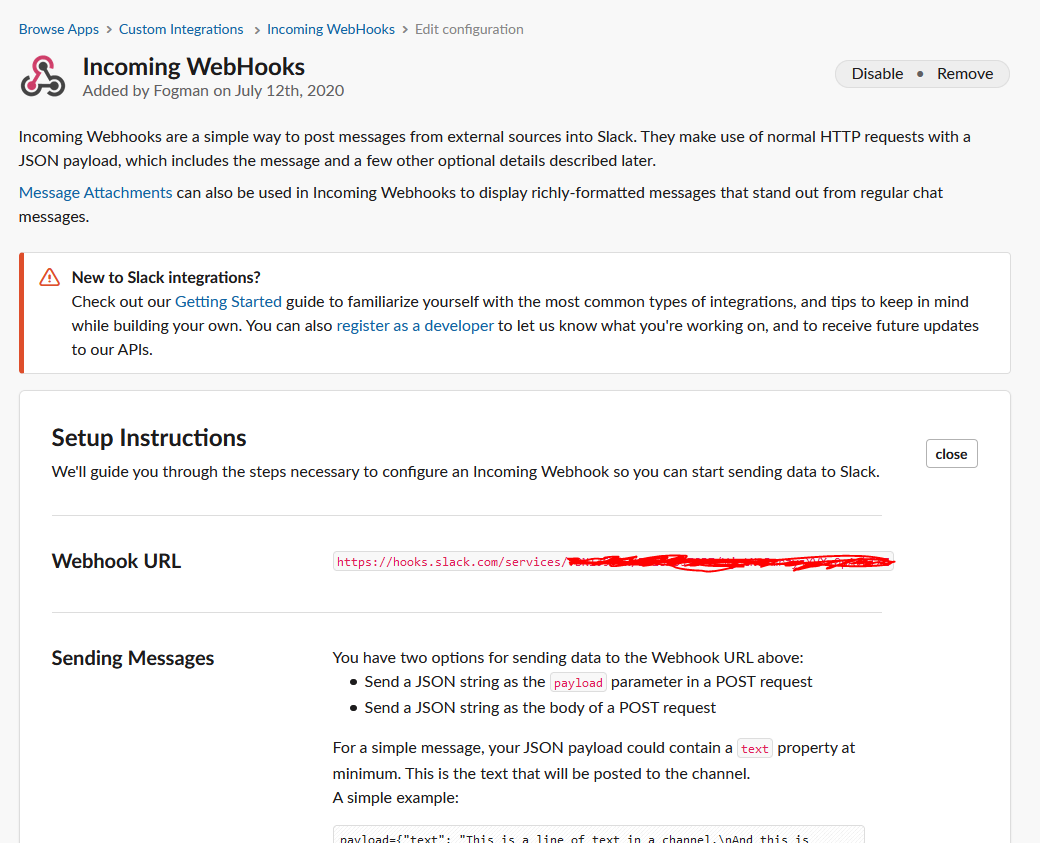 Browse Apps > Custom Integrations > Incoming WebHooks > Edit configuration
Incoming WebHooks
Added by Fogman on July 12th, 2020
Disable • Remove
Incoming Webhooks are a simple way to post messages from external sources into Slack. They make use of normal HTTP requests with a
JSON payload, which includes the message and a few other optional details described later.
Message Attachments can also be used in Incoming Webhooks to display richly-formatted messages that stand out from regular chat
messages.
New to Slack integrations?
Check out our Getting Started guide to familiarize yourself with the most common types of integrations, and tips to keep in mind
while building your own. You can also register as a developer to let us know what you're working on, and to receive future updates
to our APIs.
Setup Instructions
close
We'll guide you through the steps necessary to configure an Incoming Webhook so you can start sending data to Slack.
Webhook URL
https://hooks.slack.com/services/
Sending Messages
You have two options for sending data to the Webhook URL above:
• Send a JSON string as the payload parameter in a POST request
• Send a JSON string as the body of a POST request
For a simple message, your JSON payload could contain a text property at
minimum. This is the text that will be posted to the channel.
A simple example:
payload={"text": "This is a line of text in a channel.\nAnd this is